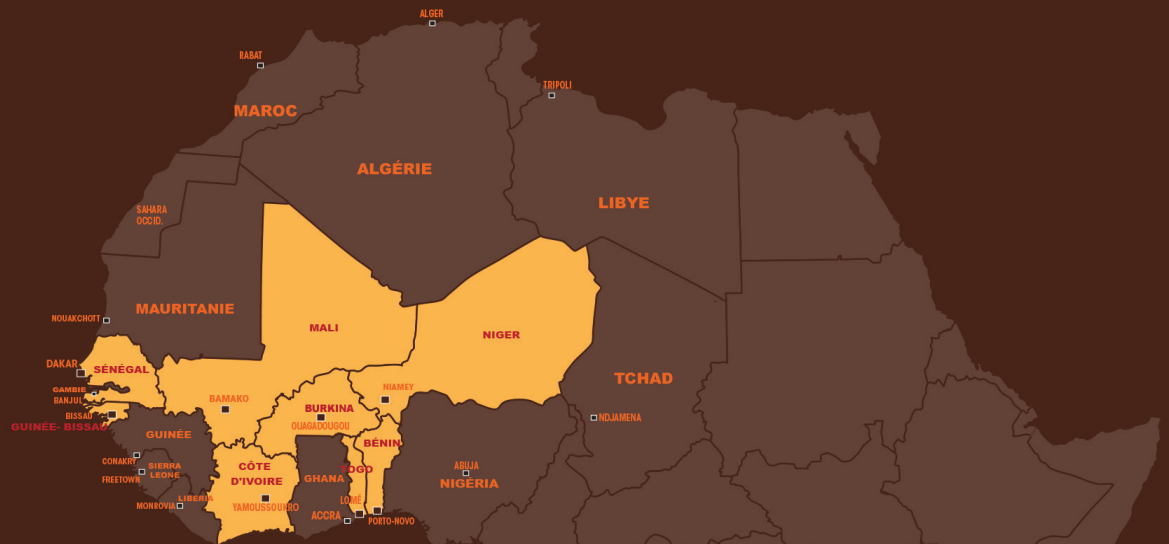 ALGER
RABAT
TRIPOLI
MAROC
ALGÉRIE
LIBYE
SAHARA
OCCID.
MAURITANIE
NOUAKCHOTT
MALI
NIGER
DAKAR
SÉNÉGAL
TCHAD
GAMBIE
BANJUL
BAMAKO
NIAMEY
BISSAU
BURKINA
NDJAMENA
GUINÉE- BISSAU
OUAGADOUGOU
GUINÉE
BÉNIN
CONAKRY
SIERRA
LEONE
CÔTE
D'IVOIRE
TOGO
ABUJA
FREETOWN
GHANA
NIGÉRIA
LIBERIA
LOMÉ
MONROVIA
YAMOUSSOUKRO
ACCRA
PORTO-NOVO